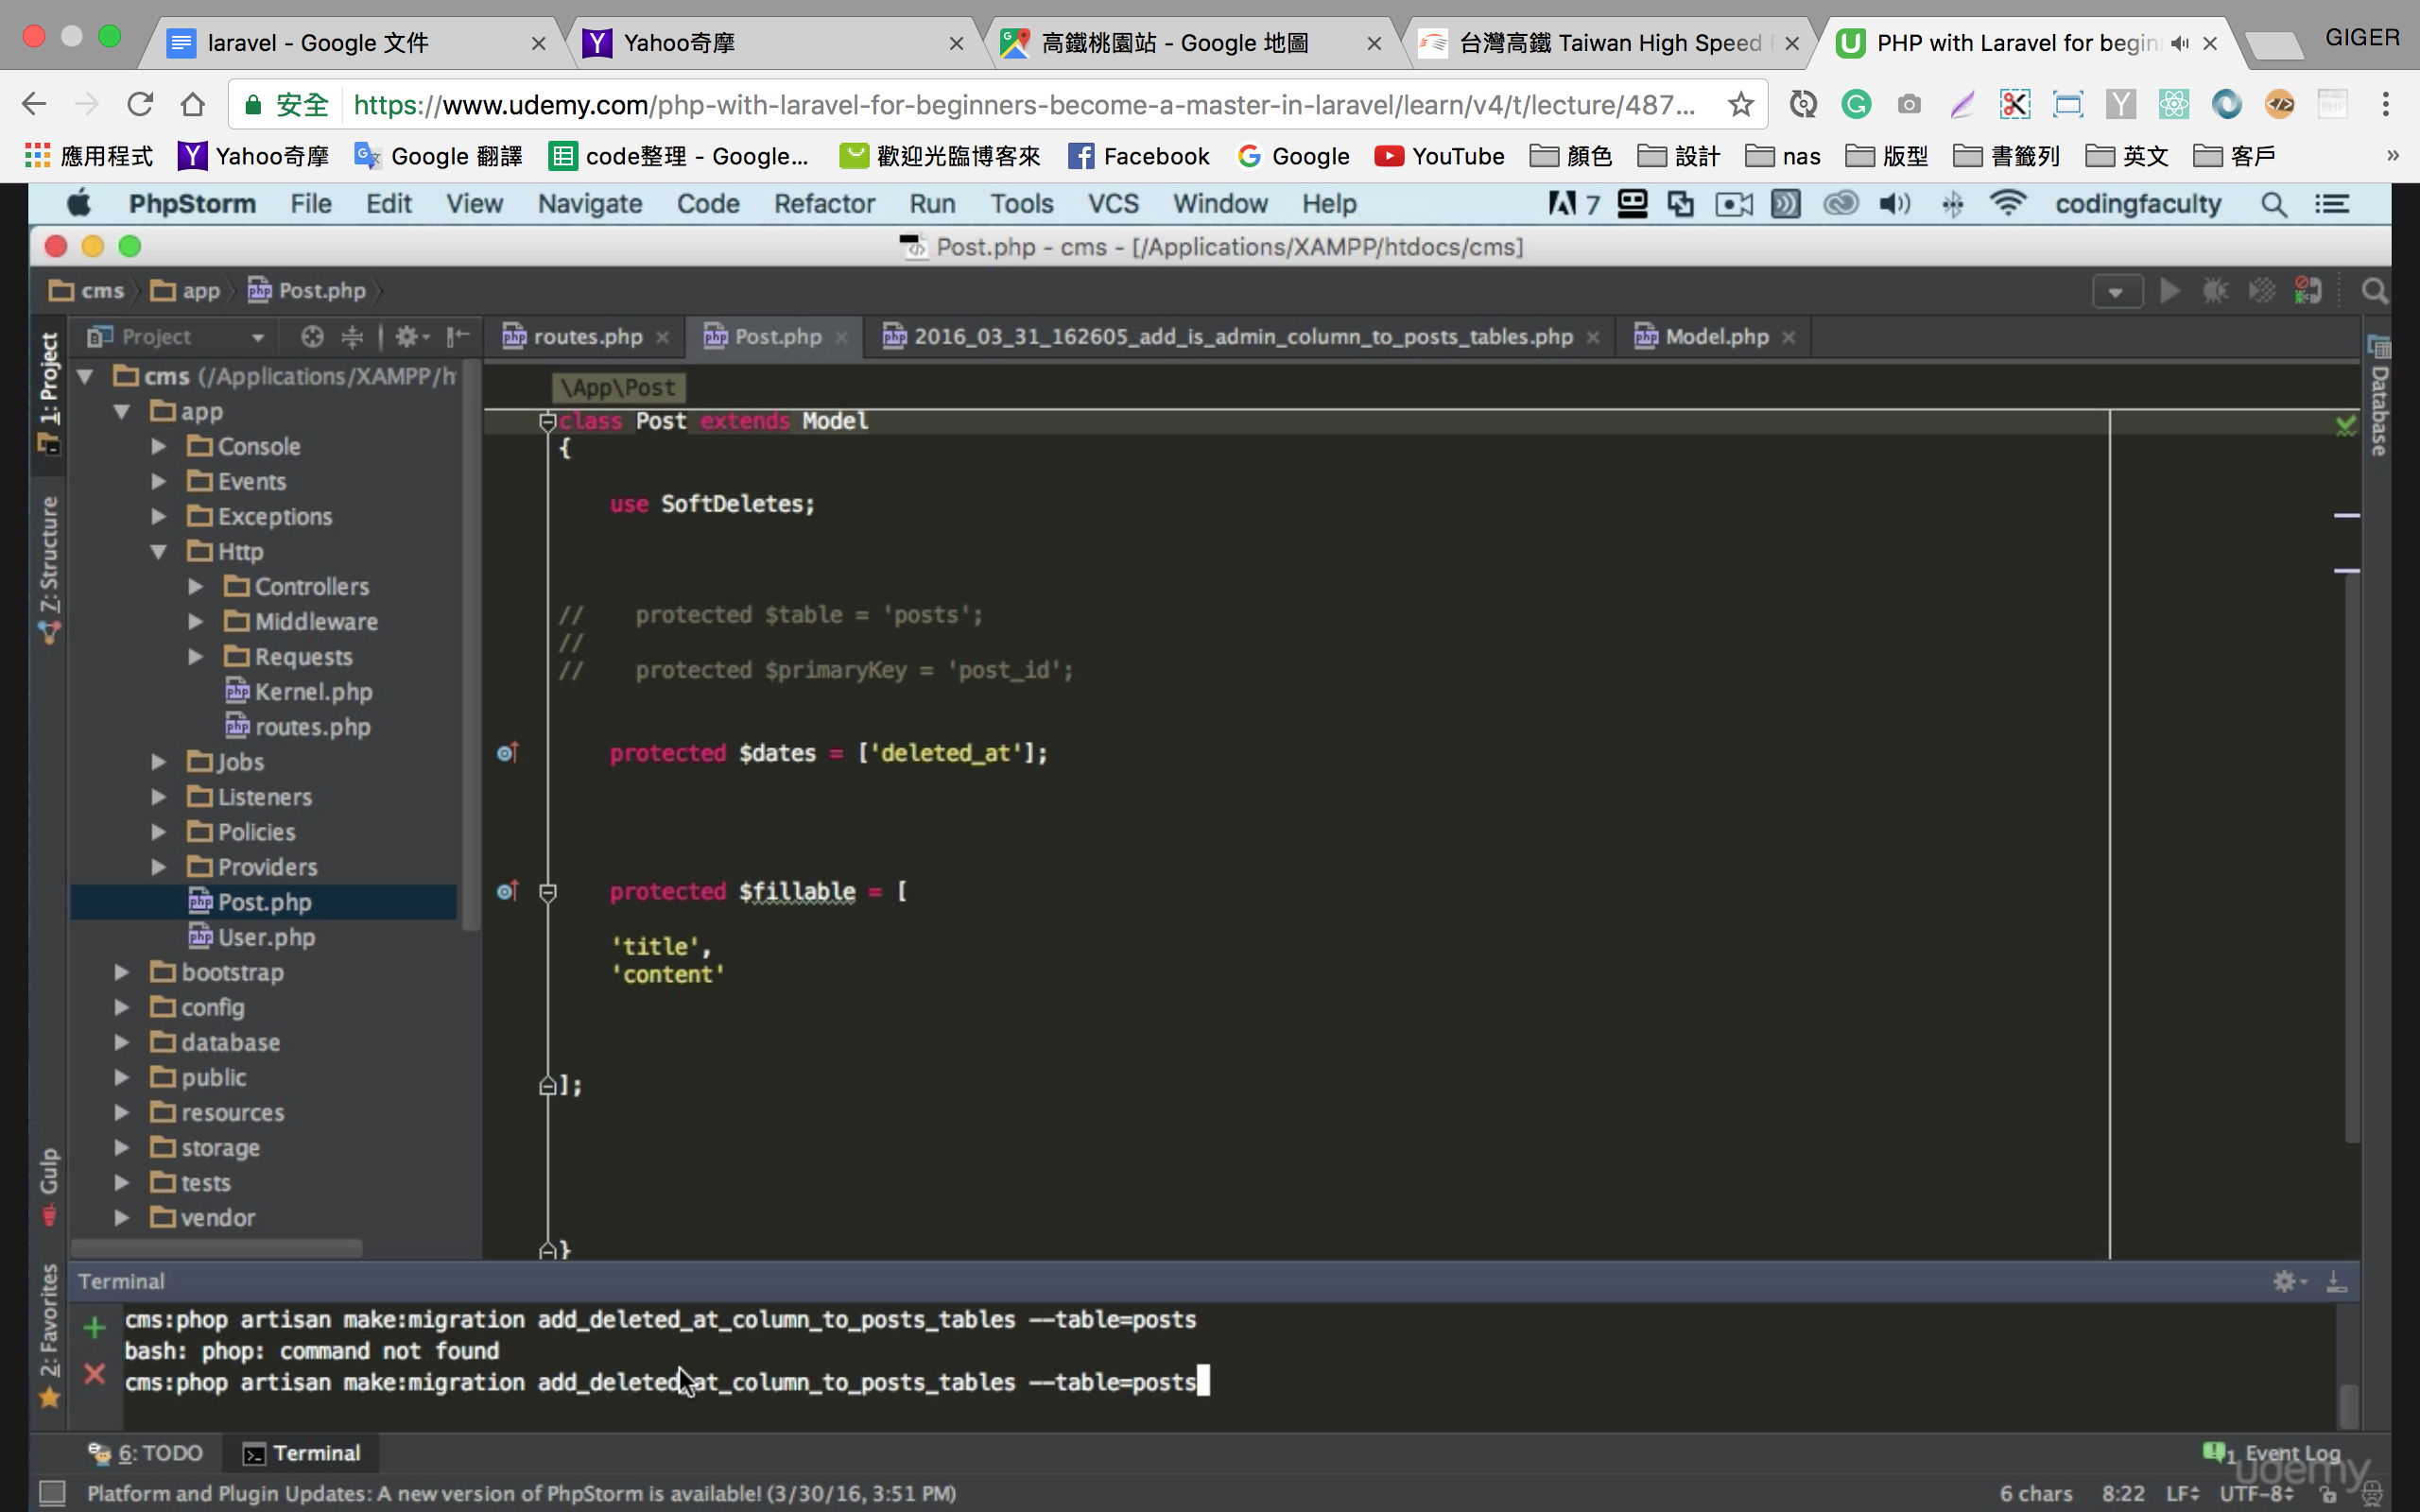 laravel - Google 文件
Yahoo奇摩
高鐵桃園站 - Google 地圖
台灣高鐵 Taiwan High Speed
PHP with Laravel for begin
GIGER
安全 https://www.udemy.com/php-with-laravel-for-beginners-become-a-master-in-laravel/learn/v4/t/lecture/487...
應用程式 Yahoo奇摩 Google 翻譯 code整理 - Google... 歡迎光臨博客來 Facebook Google YouTube 顏色 設計 nas 版型 書籤列 英文 客戶 »
PhpStorm File Edit View Navigate Code Refactor Run Tools VCS Window Help 7 codingfaculty
Post.php - cms - [/Applications/XAMPP/htdocs/cms]
cms app Post.php
1: Project
Z: Structure
Gulp
2: Favorites
Project
routes.php Post.php 2016_03_31_162605_add_is_admin_column_to_posts_tables.php Model.php
Database
cms (/Applications/XAMPP/h
app
Console
Events
Exceptions
Http
Controllers
Middleware
Requests
Kernel.php
routes.php
Jobs
Listeners
Policies
Providers
Post.php
User.php
bootstrap
config
database
public
resources
storage
tests
vendor
\App\Post
class Post extends Model
{
use SoftDeletes;
// protected $table = 'posts';
//
// protected $primaryKey = 'post_id';
protected $dates = ['deleted_at'];
protected $fillable = [
'title',
'content'
];
}
Terminal
cms:phop artisan make:migration add_deleted_at_column_to_posts_tables --table=posts
bash: phop: command not found
cms:phop artisan make:migration add_deleted_at_column_to_posts_tables --table=posts
6: TODO Terminal 1 Event Log
udemy
Platform and Plugin Updates: A new version of PhpStorm is available! (3/30/16, 3:51 PM) 6 chars 8:22 LF UTF-8